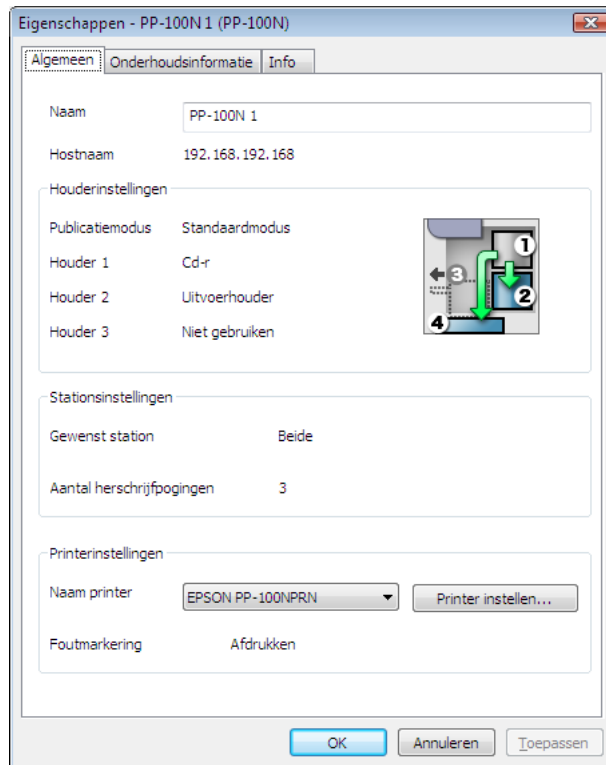 Eigenschappen - PP-100N 1 (PP-100N)
Algemeen Onderhoudsinformatie Info
Naam PP-100N 1
Hostnaam 192.168.192.168
Houderinstellingen
Publicatiemodus Standaardmodus
Houder 1 Cd-r
Houder 2 Uitvoerhouder
Houder 3 Niet gebruiken
1
3
2
4
Stationsinstellingen
Gewenst station Beide
Aantal herschrijfpogingen 3
Printerinstellingen
Naam printer EPSON PP-100NPRN Printer instellen...
Foutmarkering Afdrukken
OK Annuleren Toepassen